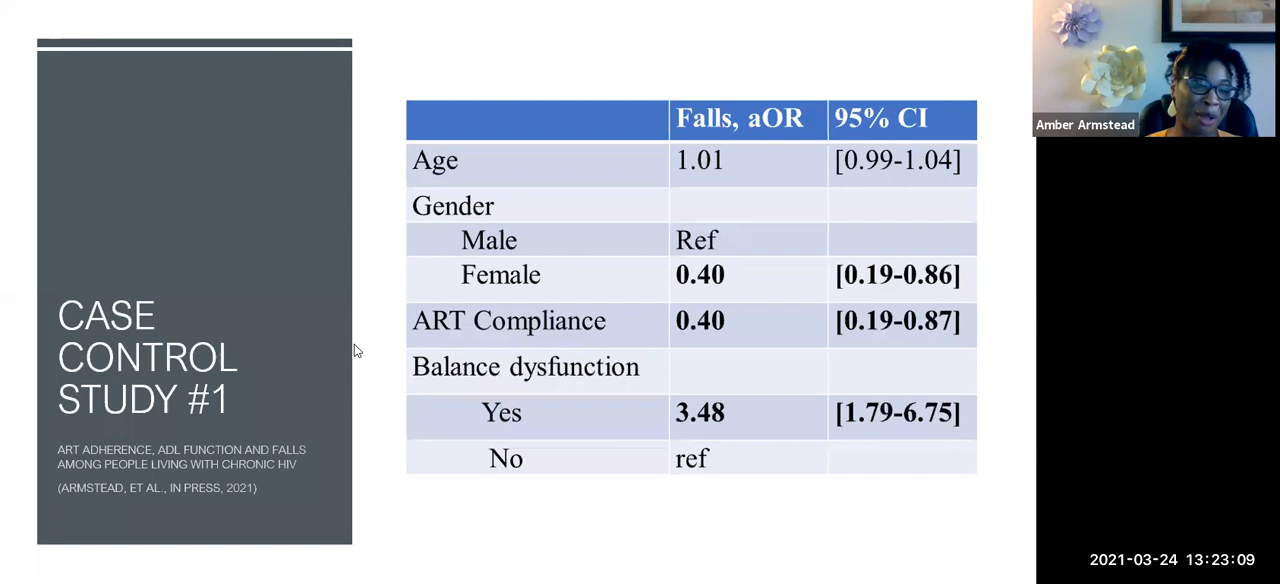 CASE
CONTROL
STUDY #1
ART ADHERENCE, ADL FUNCTION AND FALLS
AMONG PEOPLE LIVING WITH CHRONIC HIV
(ARMSTEAD, ET AL., IN PRESS, 2021)
Falls, aOR 95% CI
Age 1.01 [0.99-1.04]
Gender
Male Ref
Female 0.40 [0.19-0.86]
ART Compliance 0.40 [0.19-0.87]
Balance dysfunction
Yes 3.48 [1.79-6.75]
No ref
Amber Armstead
2021-03-24 13:23:09